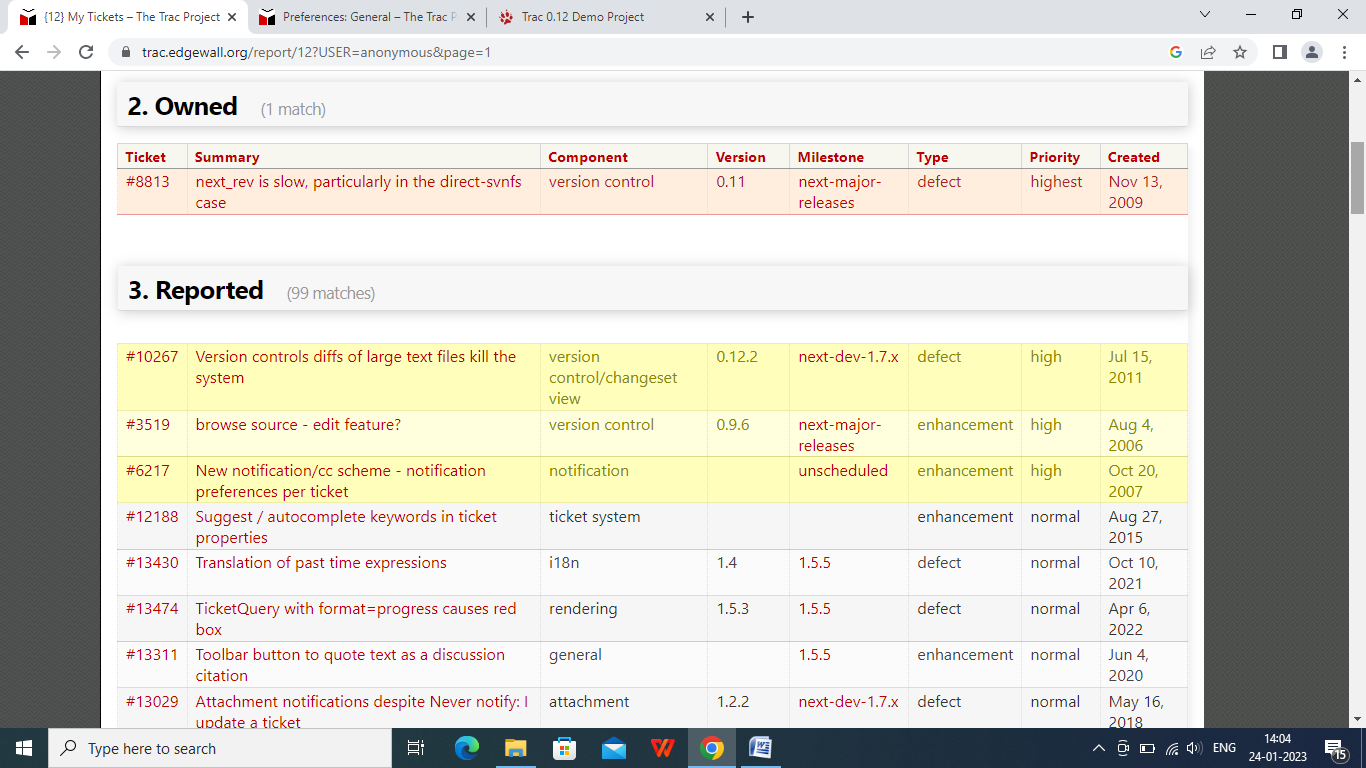 {12} My Tickets – The Trac Project
Preferences: General – The Trac P
Trac 0.12 Demo Project
trac.edgewall.org/report/12?USER=anonymous&page=1
2. Owned (1 match)
Ticket Summary Component Version Milestone Type Priority Created
#8813 next_rev is slow, particularly in the direct-svnfs version control 0.11 next-major- defect highest Nov 13,
case releases 2009
3. Reported (99 matches)
#10267 Version controls diffs of large text files kill the version 0.12.2 next-dev-1.7.x defect high Jul 15,
system control/changeset 2011
view
#3519 browse source - edit feature? version control 0.9.6 next-major- enhancement high Aug 4,
releases 2006
#6217 New notification/cc scheme - notification notification unscheduled enhancement high Oct 20,
preferences per ticket 2007
#12188 Suggest / autocomplete keywords in ticket ticket system enhancement normal Aug 27,
properties 2015
#13430 Translation of past time expressions i18n 1.4 1.5.5 defect normal Oct 10,
2021
#13474 TicketQuery with format=progress causes red rendering 1.5.3 1.5.5 defect normal Apr 6,
box 2022
#13311 Toolbar button to quote text as a discussion general 1.5.5 enhancement normal Jun 4,
citation 2020
#13029 Attachment notifications despite Never notify: I attachment 1.2.2 next-dev-1.7.x defect normal May 16,
update a ticket 2018
Type here to search
ENG
14:04
24-01-2023
15